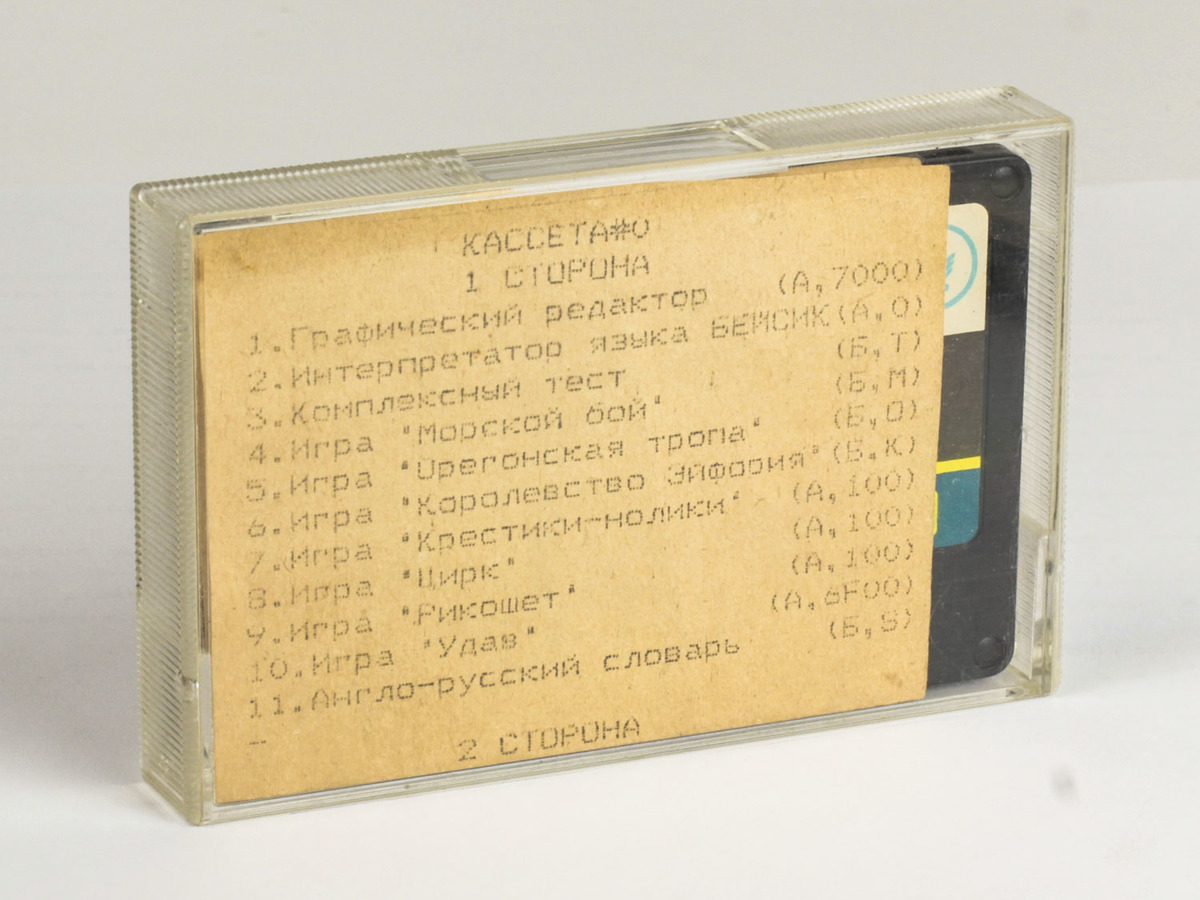 КАССЕТА#0
1 СТОРОНА
1.Графический редактор (А,7000)
2.Интерпретатор языка БЕЙСИК(А,0)
3.Комплексный тест (Б,Т)
4.Игра "Морской бой" (Б,М)
5.Игра "Орегонская тропа" (Б,О)
6.Игра "Королевство Эйфория"(Б,К)
7.Игра "Крестики-нолики" (А,100)
8.Игра "Цирк" (А,100)
9.Игра "Рикошет" (А,100)
10.Игра "Удав" (А,6F00)
11.Англо-русский словарь (Б,S)
–
2 СТОРОНА